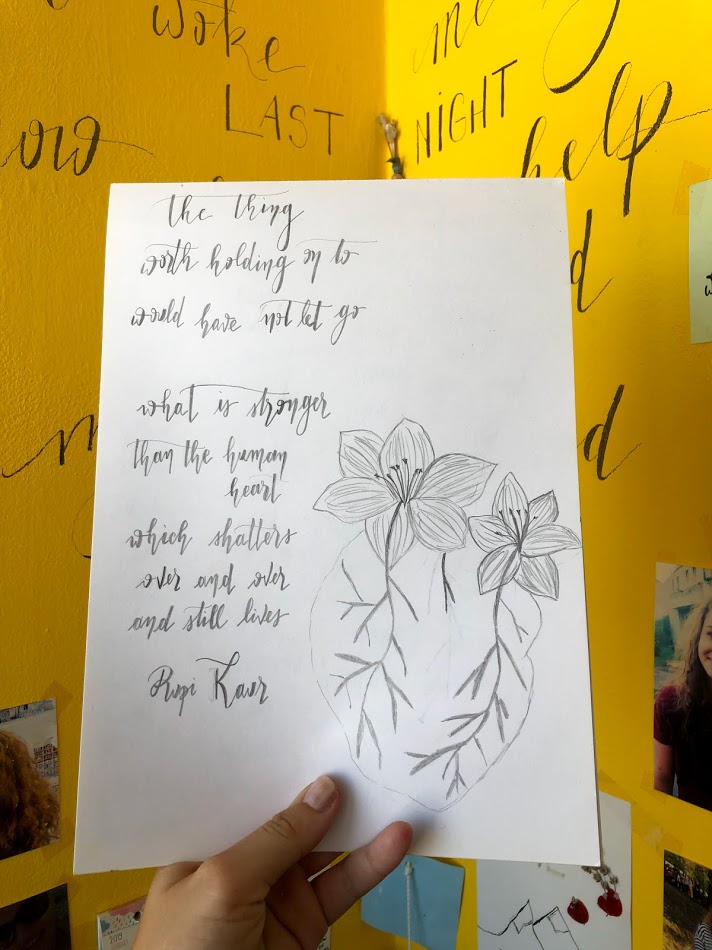 woke
LAST NIGHT
help
the thing
worth holding on to
would have not let go
what is stronger
than the human
heart
which shatters
over and over
and still lives
Rupi Kaur
2019